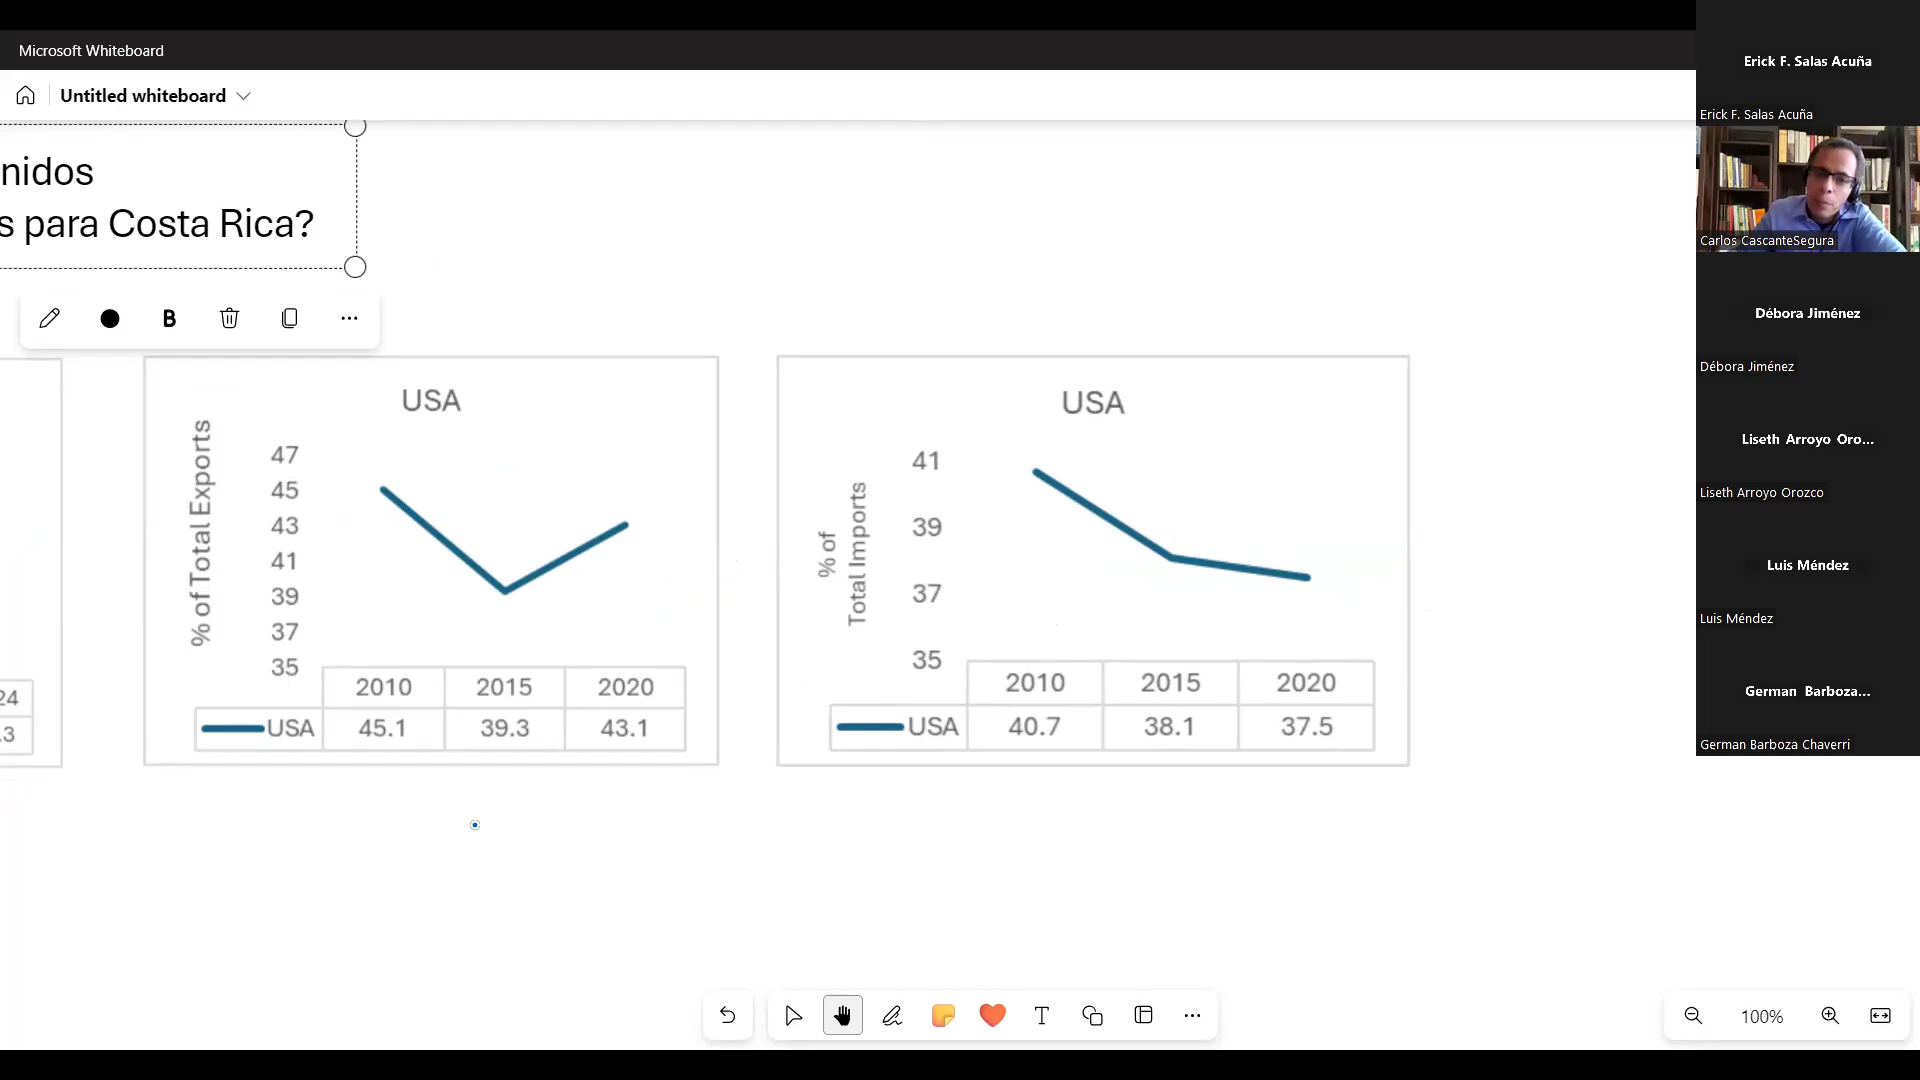 Microsoft Whiteboard
Untitled whiteboard
nidos
s para Costa Rica?
B
24
.3
USA
% of Total Exports
47
45
43
41
39
37
35
2010 2015 2020
USA 45.1 39.3 43.1
USA
% of
Total Imports
41
39
37
35
2010 2015 2020
USA 40.7 38.1 37.5
Erick F. Salas Acuña
Erick F. Salas Acuña
Carlos CascanteSegura
Débora Jiménez
Débora Jiménez
Liseth Arroyo Oro...
Liseth Arroyo Orozco
Luis Méndez
Luis Méndez
German Barboza...
German Barboza Chaverri
T
100%